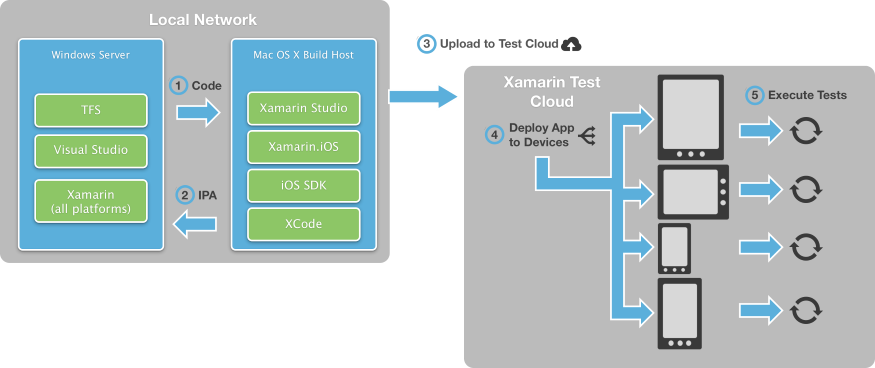 Local Network
Windows Server
TFS
Visual Studio
Xamarin
(all platforms)
1 Code
2 IPA
Mac OS X Build Host
Xamarin Studio
Xamarin.iOS
iOS SDK
XCode
3 Upload to Test Cloud
Xamarin Test
Cloud
4 Deploy App
to Devices
5 Execute Tests